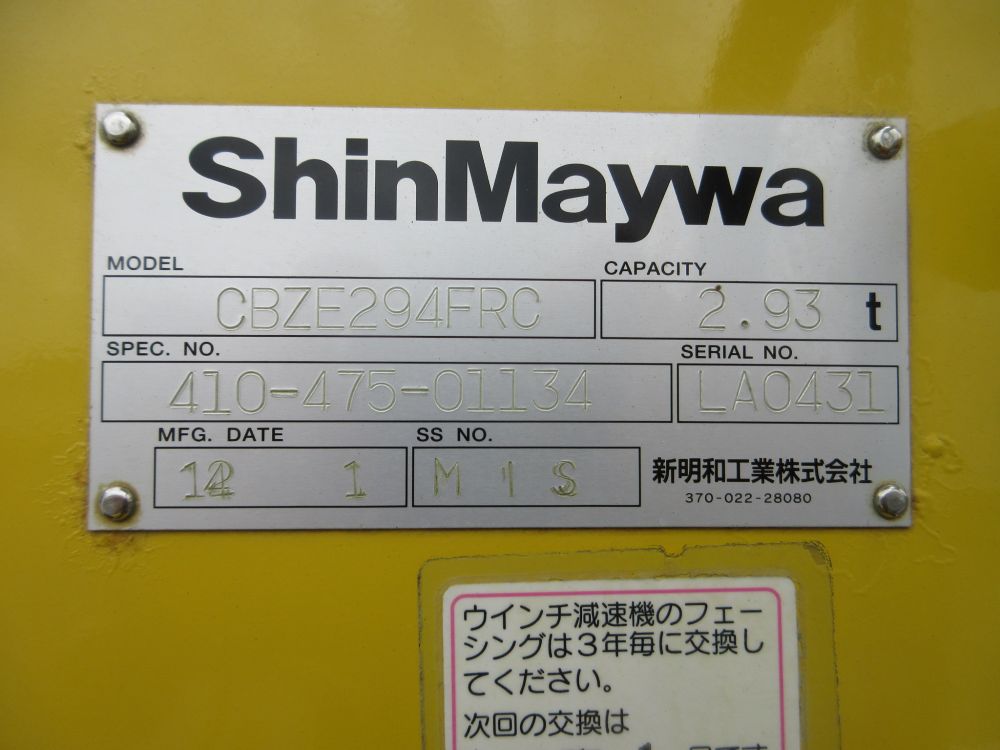 ShinMaywa
MODEL
CAPACITY
CBZE294FRC
2.93 t
SPEC. NO.
SERIAL NO.
410-475-01134
LA0431
MFG. DATE
SS NO.
1
M 1 S
新明和工業株式会社
370-022-28080
ウインチ減速機のフェー
シングは3年毎に交換し
てください。
次回の交換は